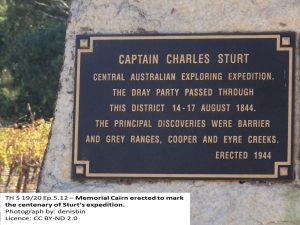 CAPTAIN CHARLES STURT
CENTRAL AUSTRALIAN EXPLORING EXPEDITION.
THE DRAY PARTY PASSED THROUGH
THIS DISTRICT 14-17 AUGUST 1844.
THE PRINCIPAL DISCOVERIES WERE BARRIER
AND GREY RANGES, COOPER AND EYRE CREEKS.
ERECTED 1944
TH S 19/20 Ep.5.12 – Memorial Cairn erected to mark
the centenary of Sturt's expedition.
Photograph by: denisbin
Licence: CC BY-ND 2.0